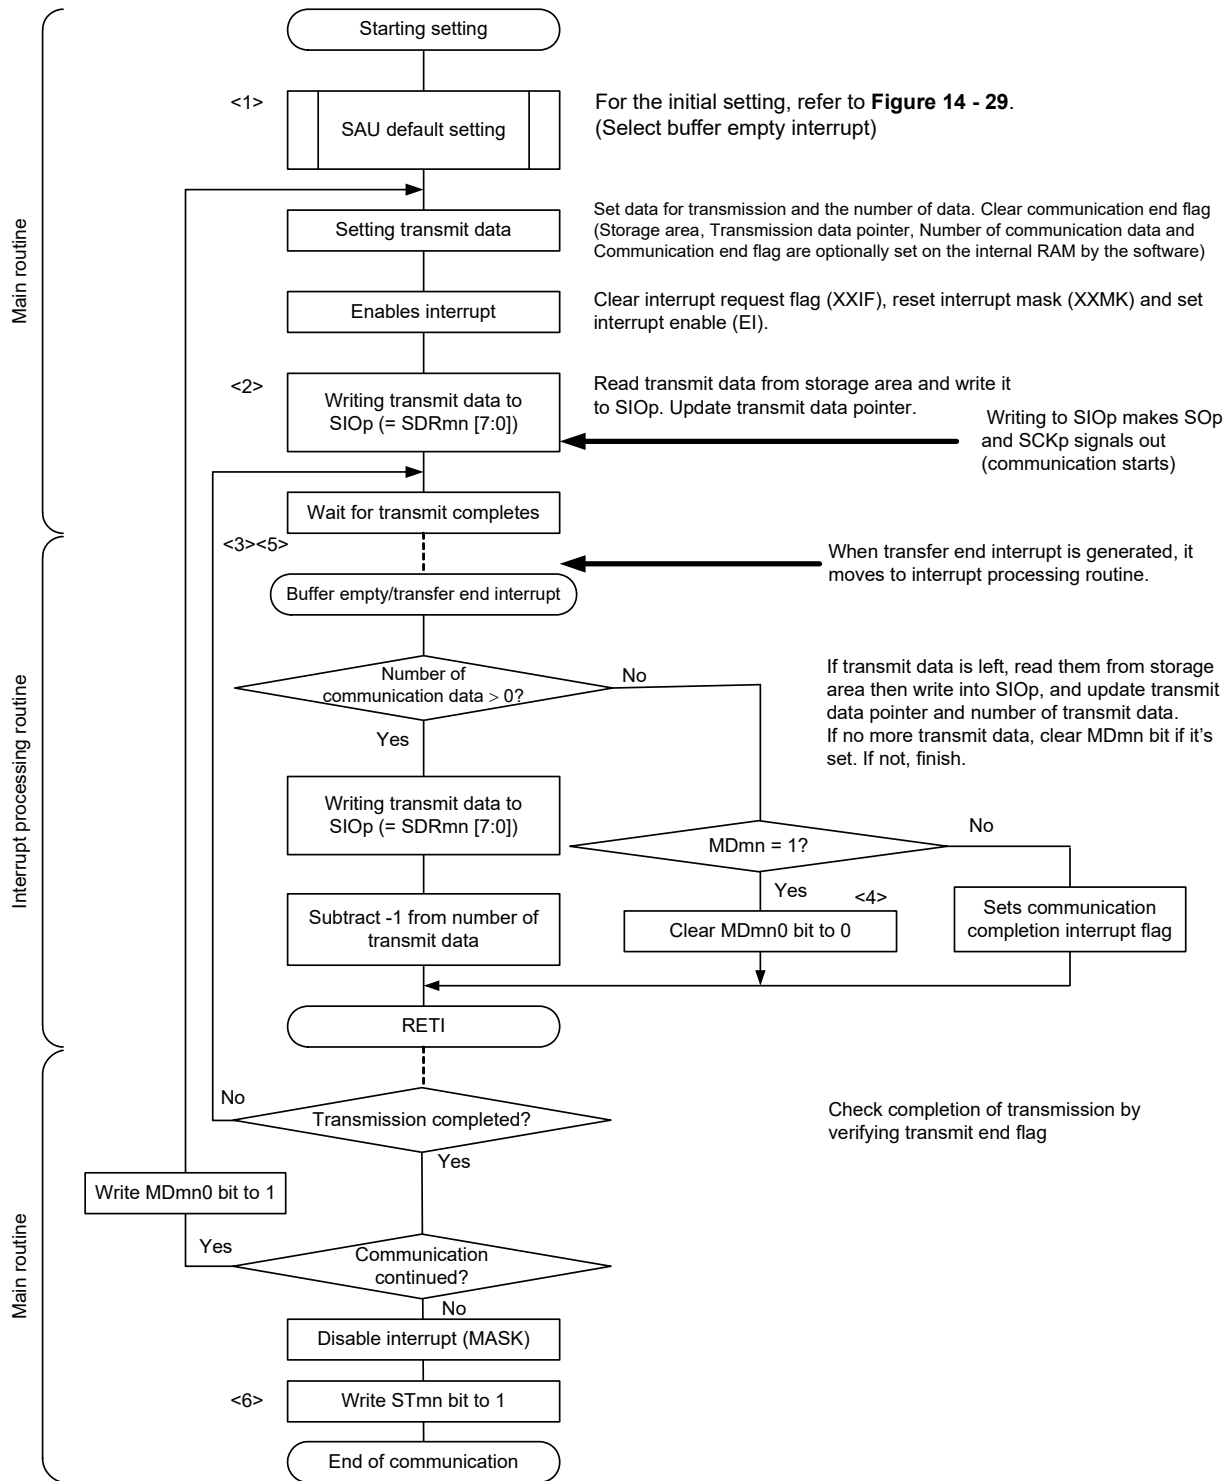 Starting setting
<1>
SAU default setting
For the initial setting, refer to Figure 14 - 29.
(Select buffer empty interrupt)
Main routine
Setting transmit data
Set data for transmission and the number of data. Clear communication end flag
(Storage area, Transmission data pointer, Number of communication data and
Communication end flag are optionally set on the internal RAM by the software)
Enables interrupt
Clear interrupt request flag (XXIF), reset interrupt mask (XXMK) and set
interrupt enable (EI).
<2>
Writing transmit data to
SIOp (= SDRmn [7:0])
Read transmit data from storage area and write it
to SIOp. Update transmit data pointer.
Writing to SIOp makes SOp
and SCKp signals out
(communication starts)
Wait for transmit completes
<3><5>
When transfer end interrupt is generated, it
moves to interrupt processing routine.
Buffer empty/transfer end interrupt
Interrupt processing routine
Number of
communication data > 0?
No
Yes
If transmit data is left, read them from storage
area then write into SIOp, and update transmit
data pointer and number of transmit data.
If no more transmit data, clear MDmn bit if it's
set. If not, finish.
Writing transmit data to
SIOp (= SDRmn [7:0])
MDmn = 1?
No
Yes
<4>
Subtract -1 from number of
transmit data
Clear MDmn0 bit to 0
Sets communication
completion interrupt flag
RETI
Main routine
No
Transmission completed?
Yes
Check completion of transmission by
verifying transmit end flag
Write MDmn0 bit to 1
Yes
Communication
continued?
No
Disable interrupt (MASK)
<6>
Write STmn bit to 1
End of communication